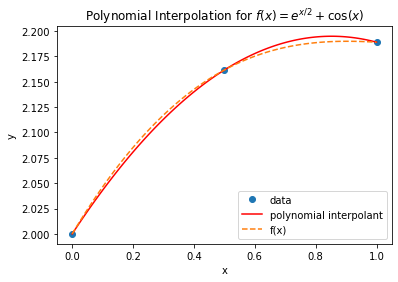 Polynomial Interpolation for $f(x) = e^{x/2} + \cos(x)$
2.200
2.175
2.150
2.125
2.100
2.075
2.050
2.025
2.000
y
data
polynomial interpolant
f(x)
0.0 0.2 0.4 0.6 0.8 1.0
x